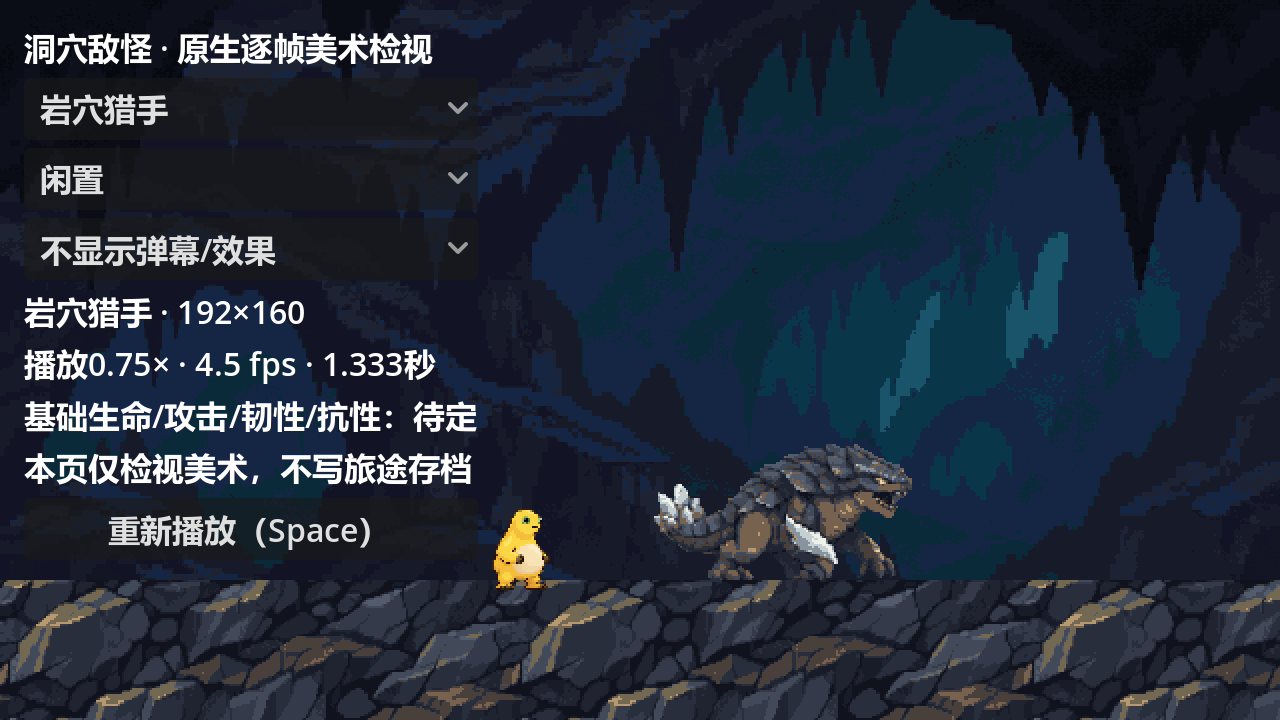 洞穴敌怪 · 原生逐帧美术检视
岩穴猎手
闲置
不显示弹幕/效果
岩穴猎手 · 192×160
播放0.75× · 4.5 fps · 1.333秒
基础生命/攻击/韧性/抗性：待定
本页仅检视美术，不写旅途存档
重新播放（Space）